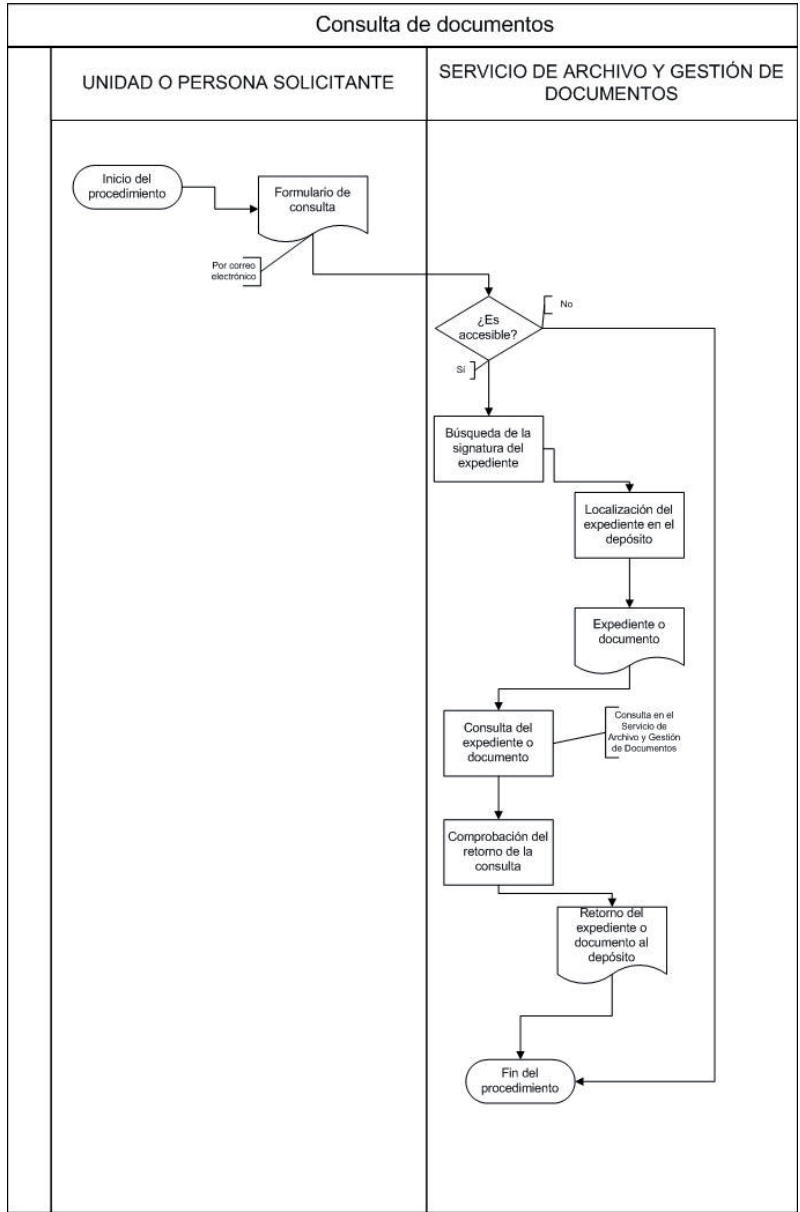 Consulta de documentos
UNIDAD O PERSONA SOLICITANTE
SERVICIO DE ARCHIVO Y GESTIÓN DE
DOCUMENTOS
Inicio del
procedimiento
Formulario de
consulta
Por correo
electrónico
¿Es
accesible?
No
Sí
Búsqueda de la
signatura del
expediente
Localización del
expediente en el
depósito
Expediente o
documento
Consulta del
expediente o
documento
Consulta en el
Servicio de
Archivo y Gestión
de Documentos
Comprobación del
retorno de la
consulta
Retorno del
expediente o
documento al
depósito
Fin del
procedimiento